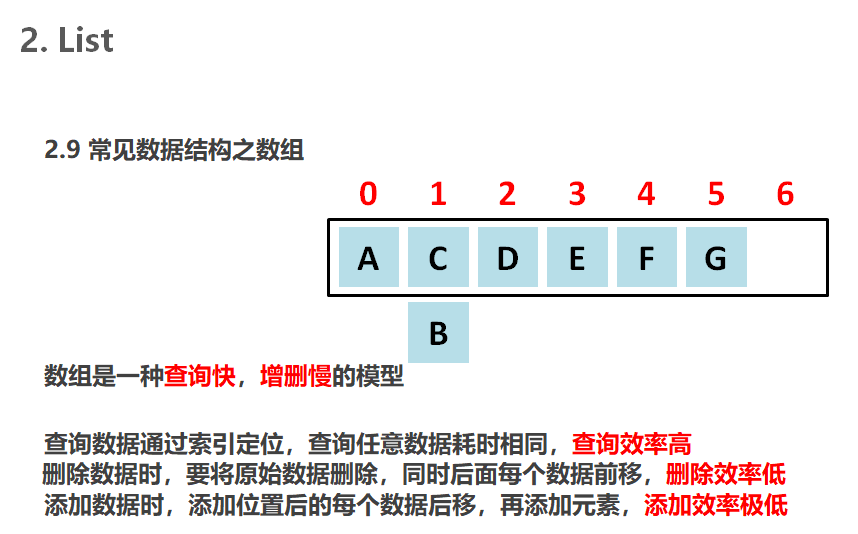 2. List
2.9 常见数据结构之数组
0 1 2 3 4 5 6
A C D E F G
B
数组是一种查询快，增删慢的模型
查询数据通过索引定位，查询任意数据耗时相同，查询效率高
删除数据时，要将原始数据删除，同时后面每个数据前移，删除效率低
添加数据时，添加位置后的每个数据后移，再添加元素，添加效率极低